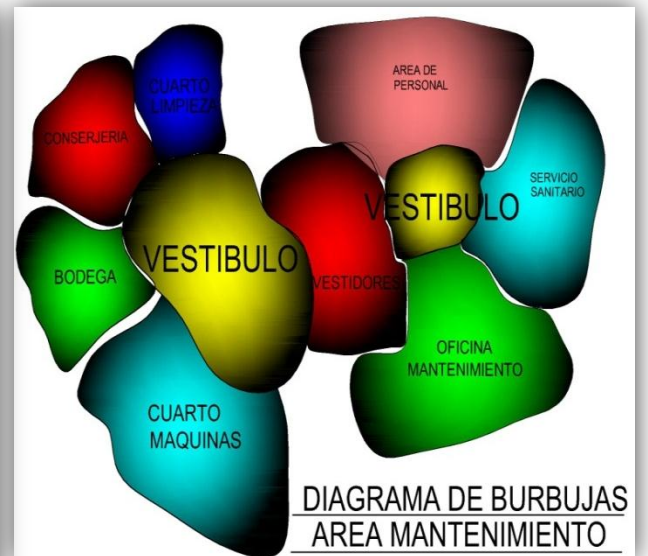 CUARTO
LIMPIEZA
CONSERJERIA
AREA DE
PERSONAL
SERVICIO
SANITARIO
VESTIBULO
VESTIBULO
BODEGA
VESTIDORES
OFICINA
MANTENIMIENTO
CUARTO
MAQUINAS
DIAGRAMA DE BURBUJAS
AREA MANTENIMIENTO